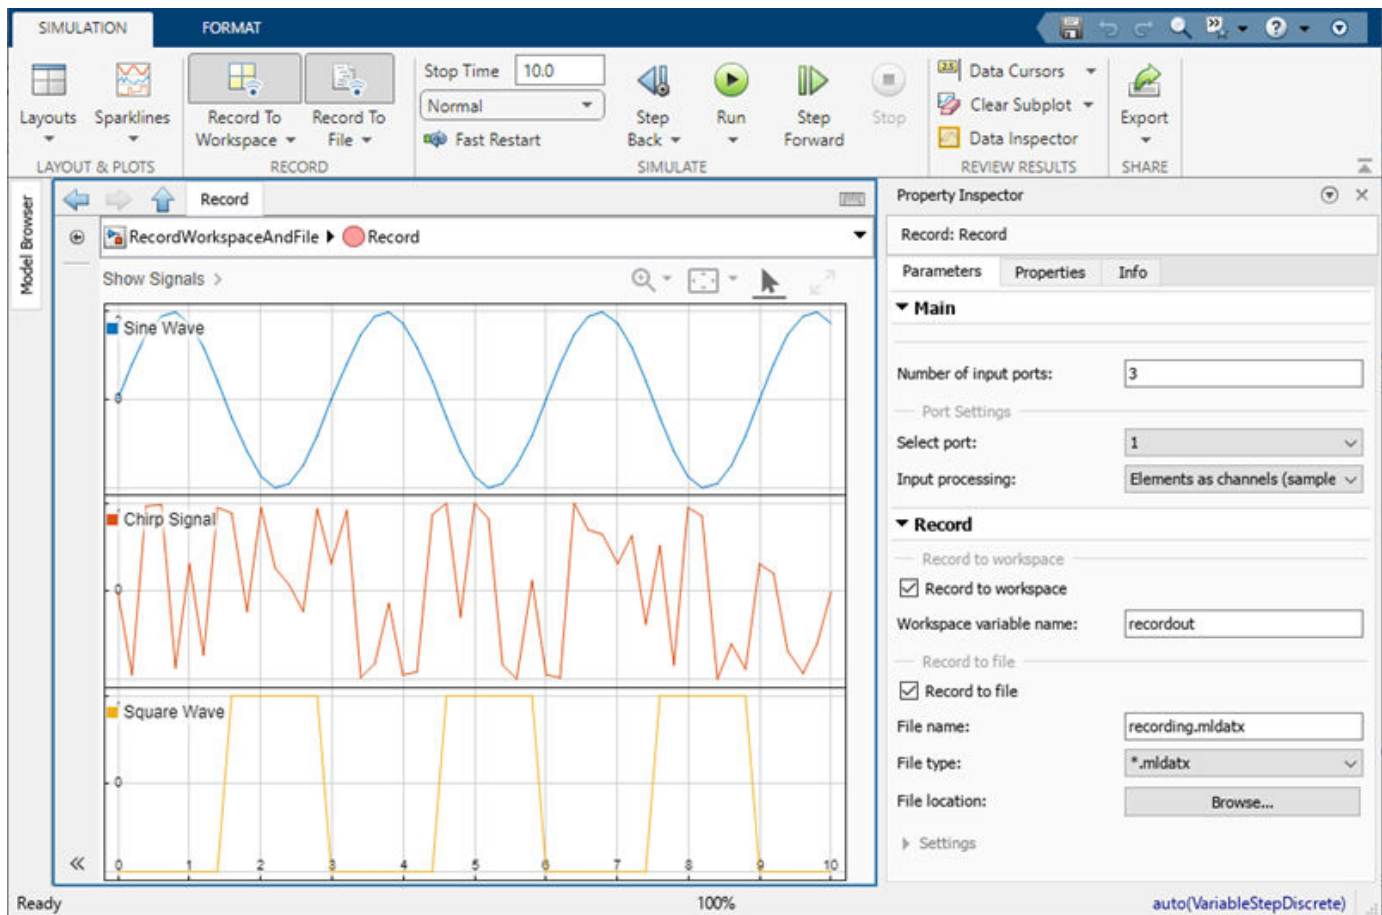 SIMULATION FORMAT
Stop Time 10.0
Normal
Fast Restart
Layouts Sparklines
Record To Workspace
Record To File
Step Back
Run
Step Forward
Stop
Data Cursors
Clear Subplot
Data Inspector
Export
LAYOUT & PLOTS RECORD SIMULATE REVIEW RESULTS SHARE
Model Browser
Record
RecordWorkspaceAndFile Record
Show Signals
Sine Wave
0
Chirp Signal
0
Square Wave
0
0 1 2 3 4 5 6 7 8 9 10
Property Inspector
Record: Record
Parameters Properties Info
Main
Number of input ports: 3
Port Settings
Select port: 1
Input processing: Elements as channels (sample
Record
Record to workspace
Record to workspace
Workspace variable name: recordout
Record to file
Record to file
File name: recording.mldatx
File type: *.mldatx
File location: Browse...
Settings
Ready 100% auto(VariableStepDiscrete)